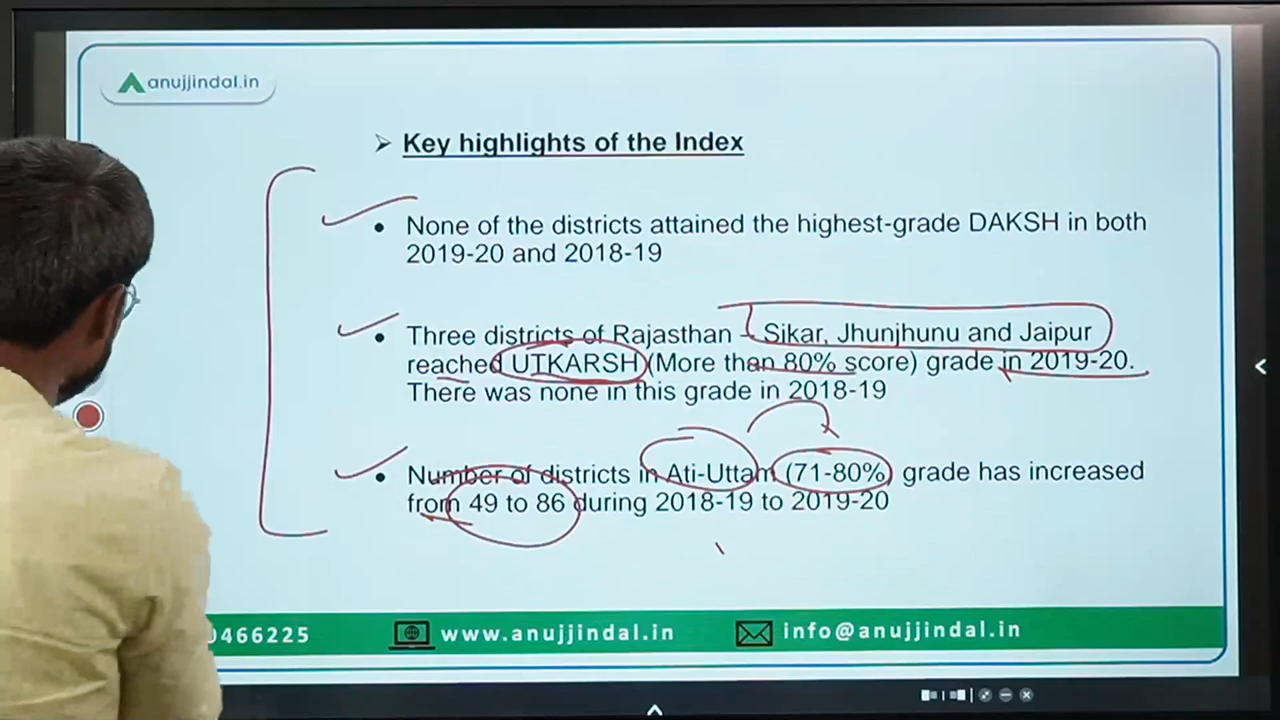 anujjindal.in
➢ Key highlights of the Index
• None of the districts attained the highest-grade DAKSH in both
2019-20 and 2018-19
• Three districts of Rajasthan – Sikar, Jhunjhunu and Jaipur
reached UTKARSH (More than 80% score) grade in 2019-20.
There was none in this grade in 2018-19
• Number of districts in Ati-Uttam (71-80%) grade has increased
from 49 to 86 during 2018-19 to 2019-20
0466225 www.anujjindal.in info@anujjindal.in